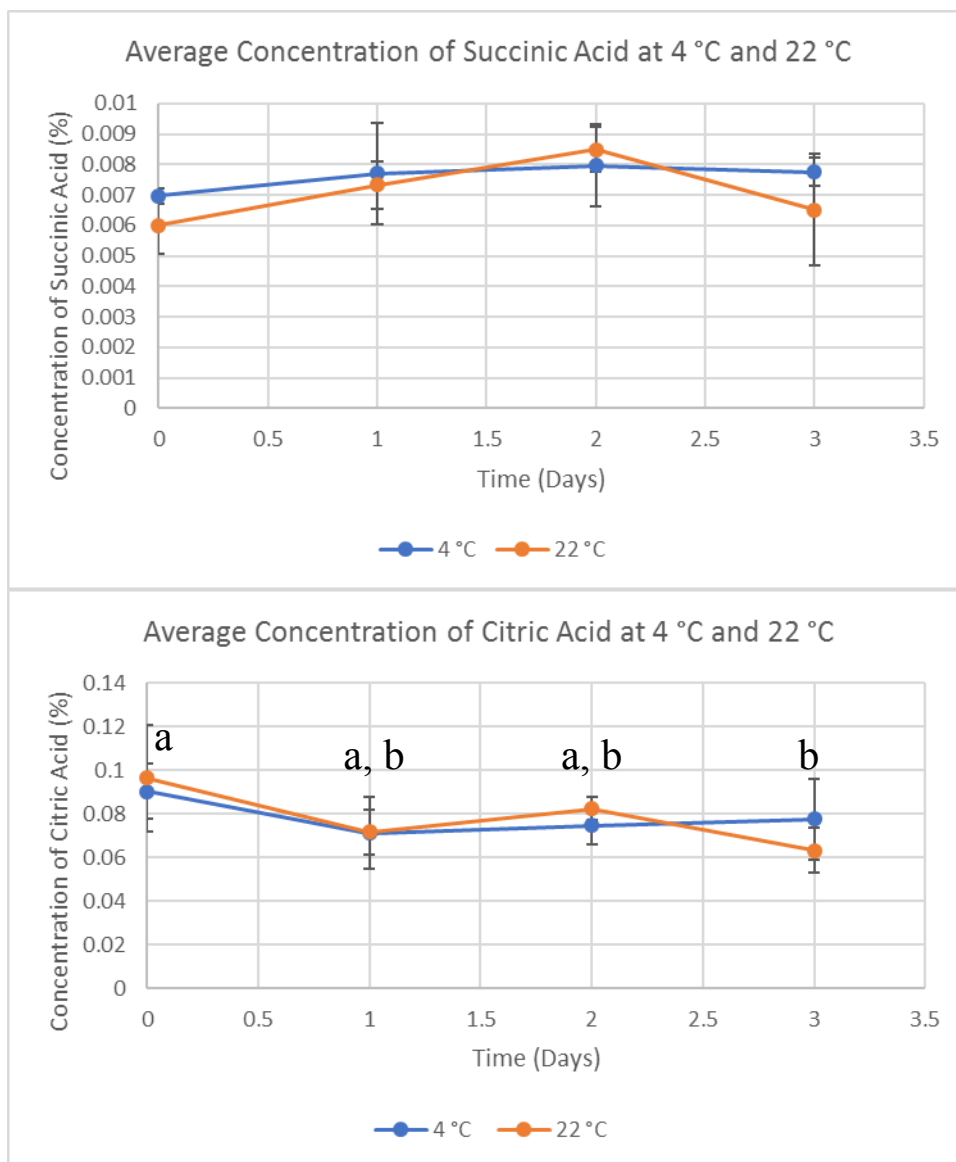 Average Concentration of Succinic Acid at 4 °C and 22 °C
Concentration of Succinic Acid (%)
0.01
0.009
0.008
0.007
0.006
0.005
0.004
0.003
0.002
0.001
0
0 0.5 1 1.5 2 2.5 3 3.5
Time (Days)
4 °C 22 °C
Average Concentration of Citric Acid at 4 °C and 22 °C
Concentration of Citric Acid (%)
0.14
0.12
0.1
0.08
0.06
0.04
0.02
0
a a, b a, b b
0 0.5 1 1.5 2 2.5 3 3.5
Time (Days)
4 °C 22 °C